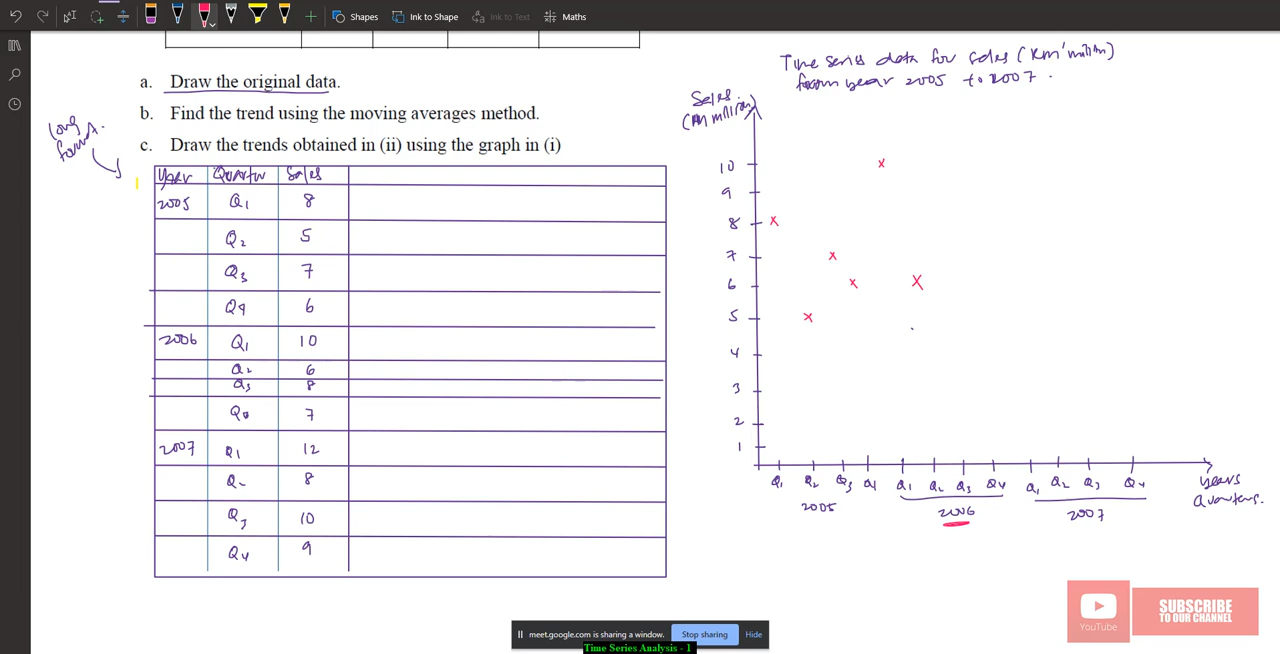 Shapes Ink to Shape Ink to Text Maths
a. Draw the original data.
b. Find the trend using the moving averages method.
c. Draw the trends obtained in (ii) using the graph in (i)
long
format
Year Quarter Sales
2005 Q1 8
Q2 5
Q3 7
Q4 6
2006 Q1 10
Q2 6
Q3 8
Q4 7
2007 Q1 12
Q2 8
Q3 10
Q4 9
Time series data for sales (RM'million)
from year 2005 to 2007.
Sales
(RM million)
10
9
8
7
6
5
4
3
2
1
Q1 Q2 Q3 Q4 Q1 Q2 Q3 Q4 Q1 Q2 Q3 Q4
2005 2006 2007
Years
Quarters.
YouTube
SUBSCRIBE
TO OUR CHANNEL
meet.google.com is sharing a window. Stop sharing Hide
Time Series Analysis - 1